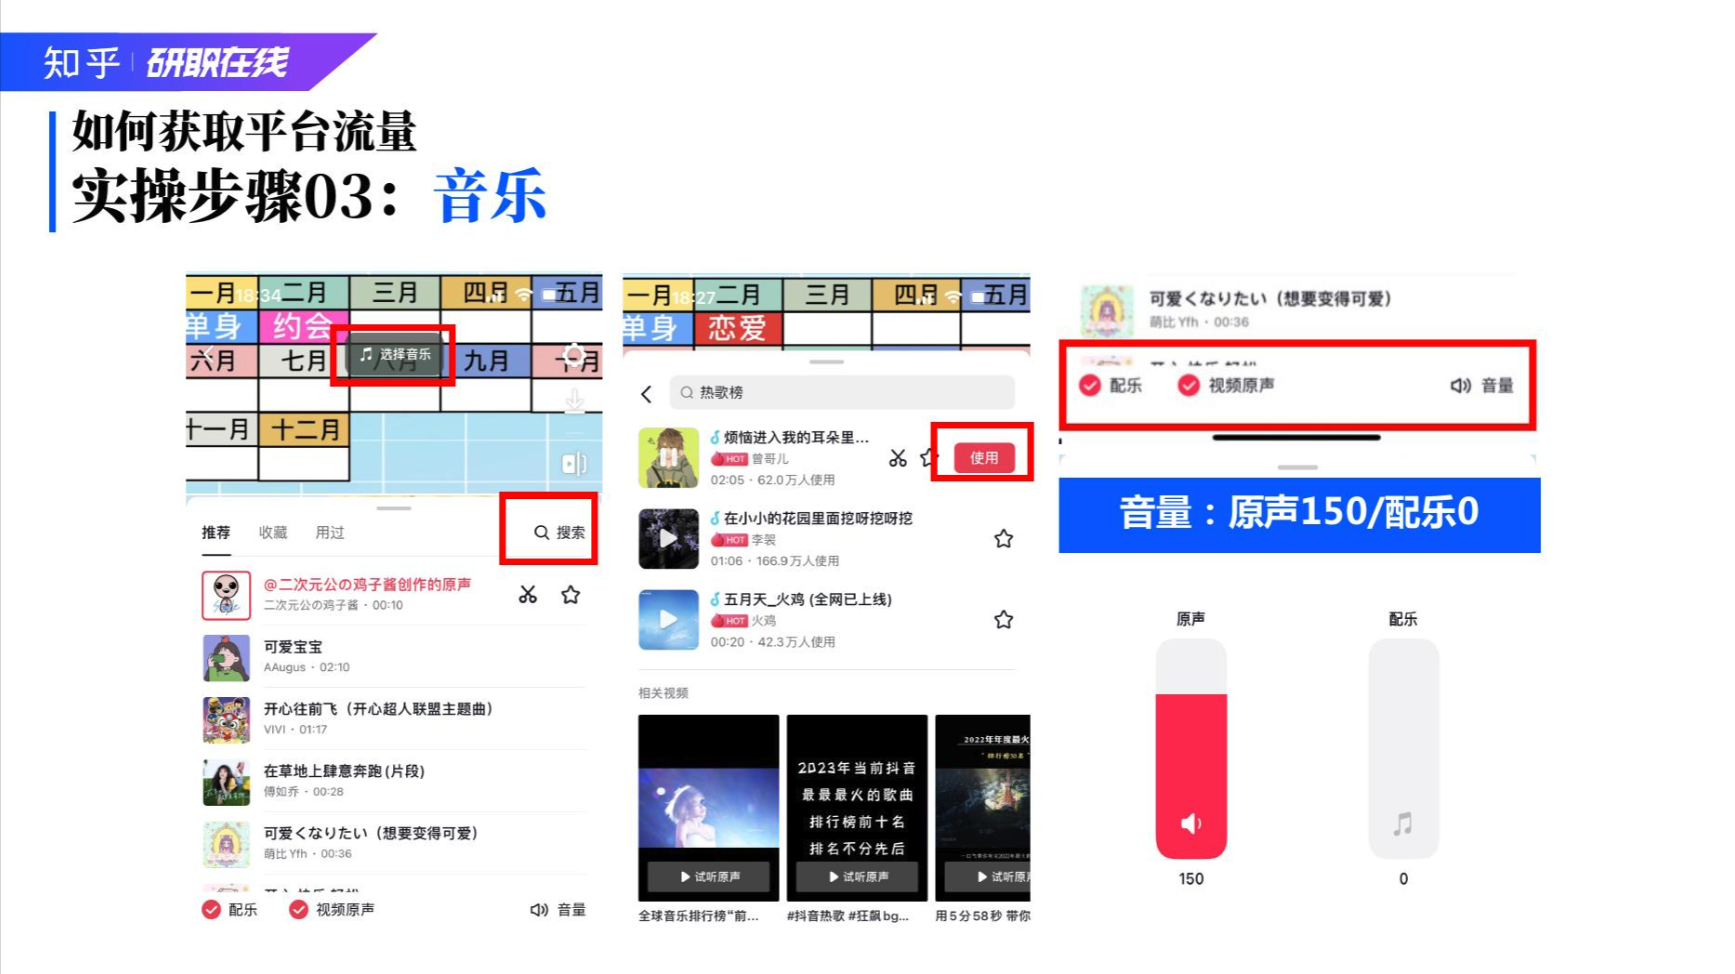 知乎 | 研职在线
如何获取平台流量
实操步骤03：音乐
一月 二月 三月 四月 五月
18:34
单身 约会
六月 七月 八月 九月 十月
选择音乐
十一月 十二月
推荐 收藏 用过 搜索
@二次元公の鸡子酱创作的原声
二次元公の鸡子酱 · 00:10
可爱宝宝
AAugus · 02:10
开心往前飞（开心超人联盟主题曲）
VIVI · 01:17
在草地上肆意奔跑(片段)
傅如乔 · 00:28
可爱くなりたい（想要变得可爱）
萌比 Yfh · 00:36
配乐 视频原声 音量
一月 二月 三月 四月 五月
18:27
单身 恋爱
热歌榜
烦恼进入我的耳朵里...
HOT 曾哥儿
02:05 · 62.0万人使用
使用
在小小的花园里面挖呀挖呀挖
HOT 李袈
01:06 · 166.9万人使用
五月天_火鸡 (全网已上线)
HOT 火鸡
00:20 · 42.3万人使用
相关视频
2023年当前抖音
最最最火的歌曲
排行榜前十名
排名不分先后
2022年年度最火
试听原声 试听原声 试听原声
全球音乐排行榜“前... #抖音热歌 #狂飙bg... 用5分58秒 带你
可爱くなりたい（想要变得可爱）
萌比 Yfh · 00:36
配乐 视频原声 音量
音量：原声150/配乐0
原声 配乐
150 0